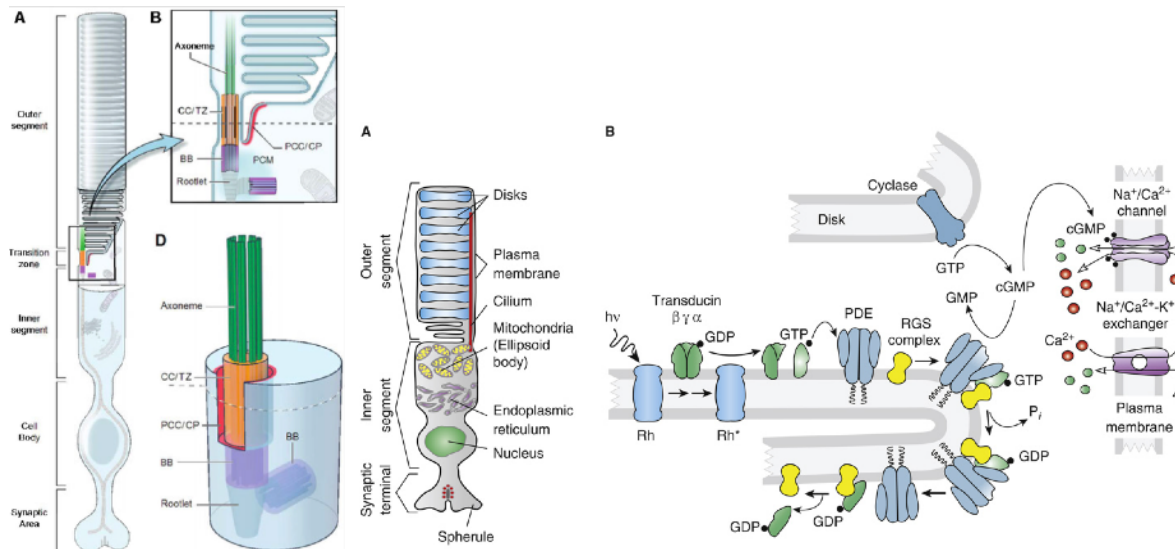 A
Outer
segment
Transition
zone
Inner
segment
Cell
Body
Synaptic
Area
B
Axoneme
CC/TZ
PCC/CP
BB
PCM
Rootlet
D
Axoneme
CC/TZ
PCC/CP
BB
BB
Rootlet
A
Outer
segment
Inner
segment
Synaptic
terminal
Disks
Plasma
membrane
Cilium
Mitochondria
(Ellipsoid
body)
Endoplasmic
reticulum
Nucleus
Spherule
B
Cyclase
Disk
Na⁺/Ca²⁺
channel
cGMP
GTP
cGMP
GMP
Na⁺/Ca²⁺-K⁺
exchanger
Ca²⁺
Plasma
membrane
hν
Transducin
β γ α
GDP
GTP
PDE
RGS
complex
GTP
Pi
GDP
Rh
Rh*
GDP
GDP